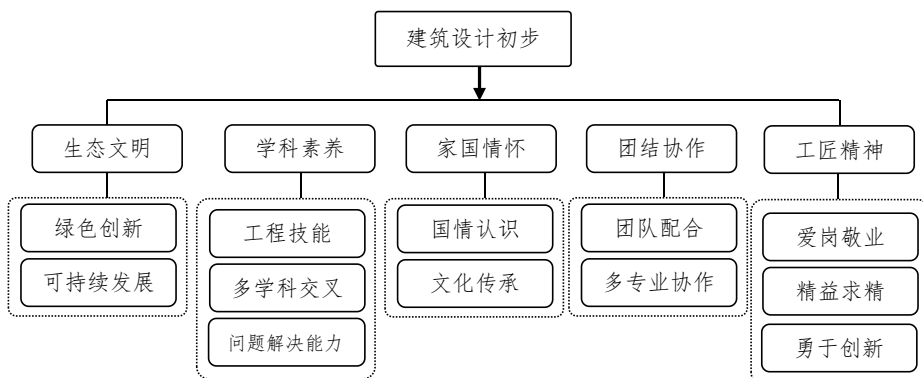 建筑设计初步
生态文明
学科素养
家国情怀
团结协作
工匠精神
绿色创新
可持续发展
工程技能
多学科交叉
问题解决能力
国情认识
文化传承
团队配合
多专业协作
爱岗敬业
精益求精
勇于创新